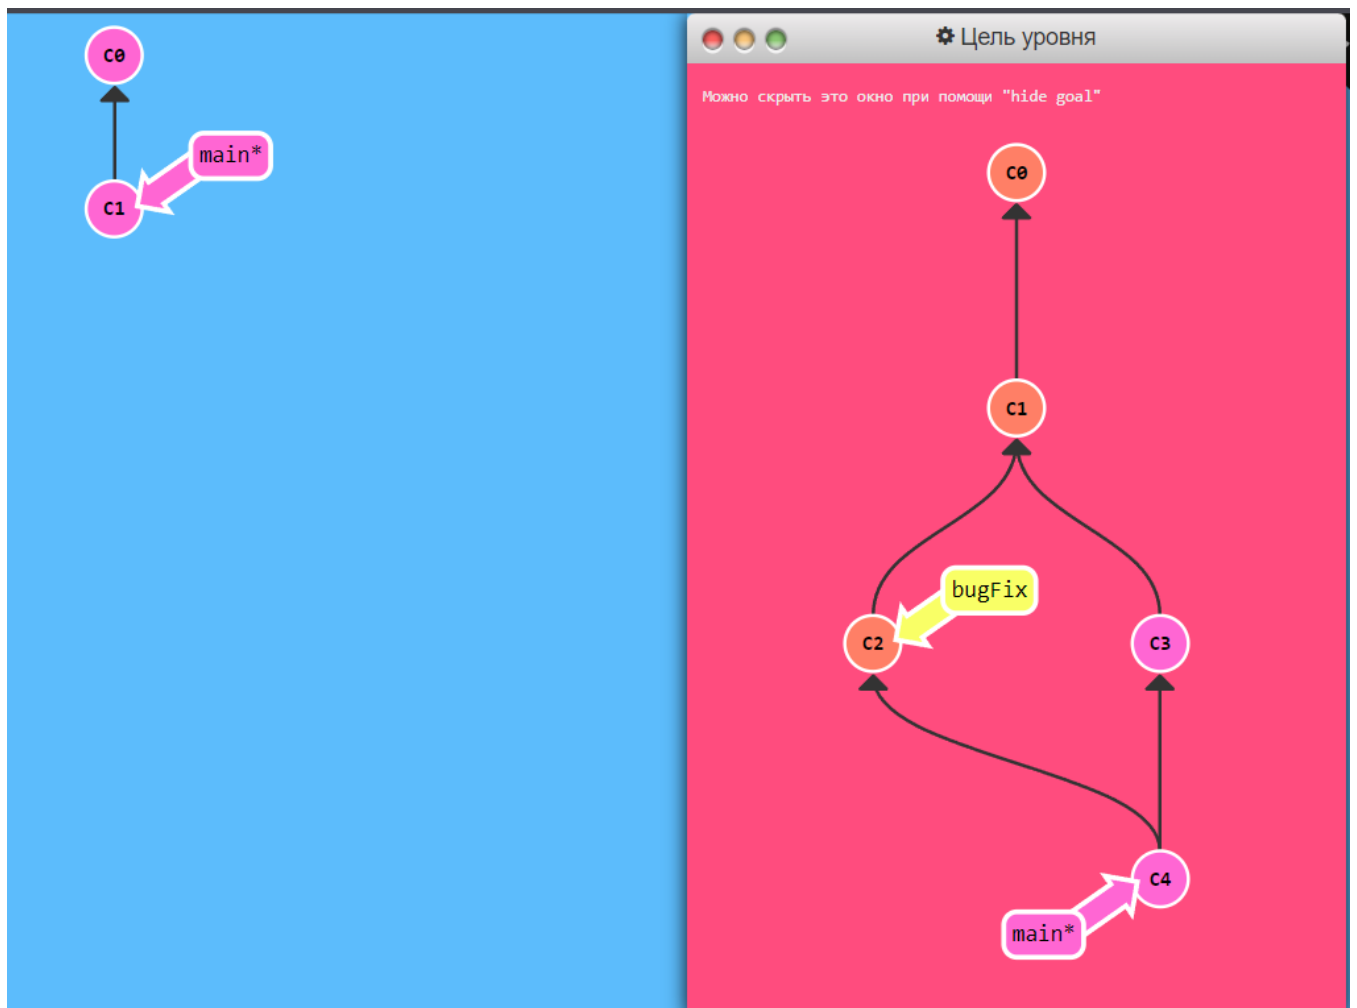 C0
main*
C1
Цель уровня
Можно скрыть это окно при помощи "hide goal"
C0
C1
bugFix
C2
C3
C4
main*